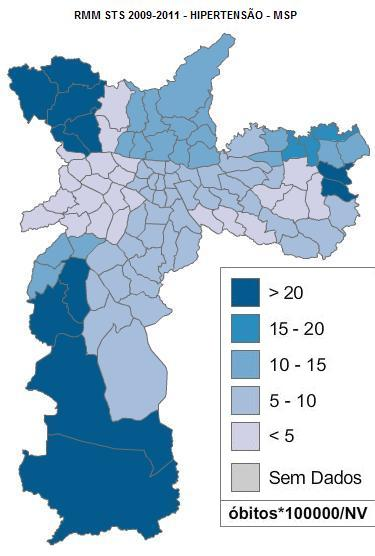 RMM STS 2009-2011 - HIPERTENSÃO - MSP
> 20
15 - 20
10 - 15
5 - 10
< 5
Sem Dados
óbitos*100000/NV